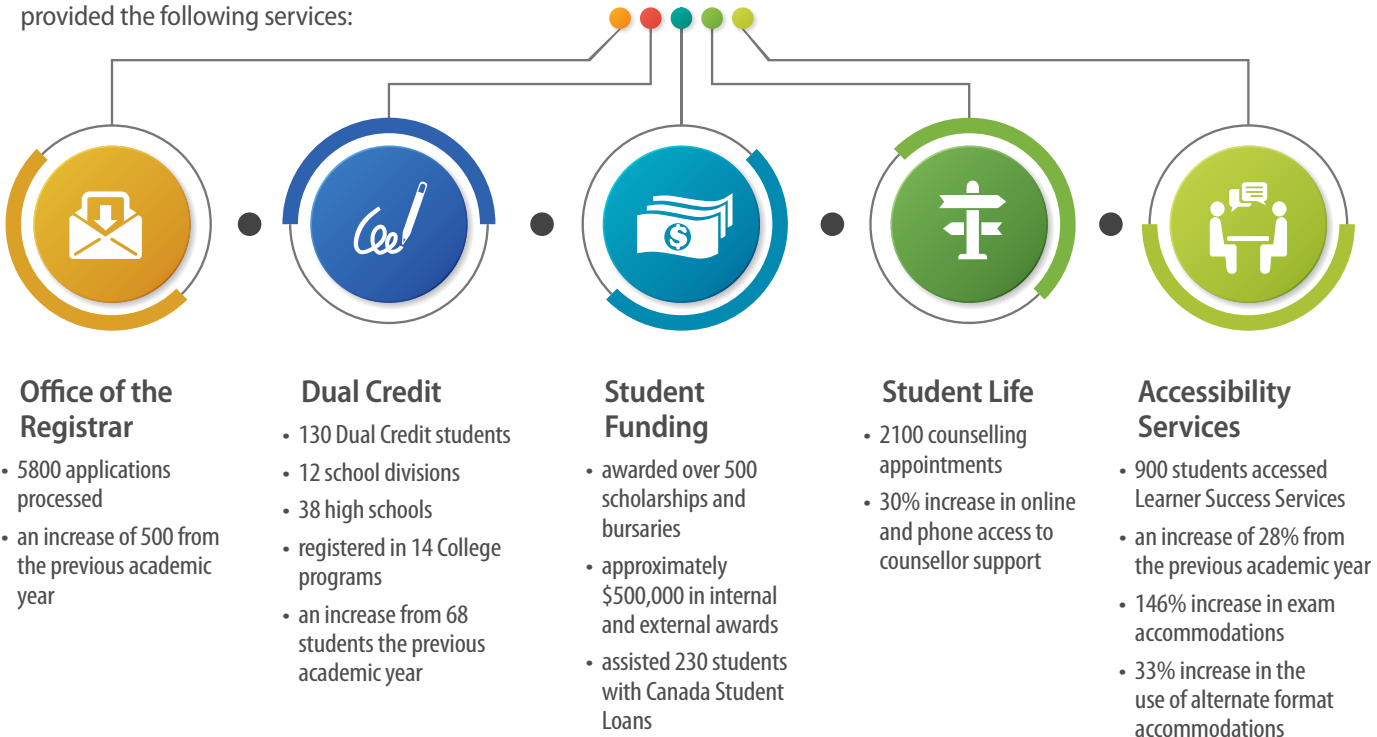 provided the following services:
Office of the
Registrar
• 5800 applications
processed
• an increase of 500 from
the previous academic
year
Dual Credit
• 130 Dual Credit students
• 12 school divisions
• 38 high schools
• registered in 14 College
programs
• an increase from 68
students the previous
academic year
Student
Funding
• awarded over 500
scholarships and
bursaries
• approximately
$500,000 in internal
and external awards
• assisted 230 students
with Canada Student
Loans
Student Life
• 2100 counselling
appointments
• 30% increase in online
and phone access to
counsellor support
Accessibility
Services
• 900 students accessed
Learner Success Services
• an increase of 28% from
the previous academic year
• 146% increase in exam
accommodations
• 33% increase in the
use of alternate format
accommodations